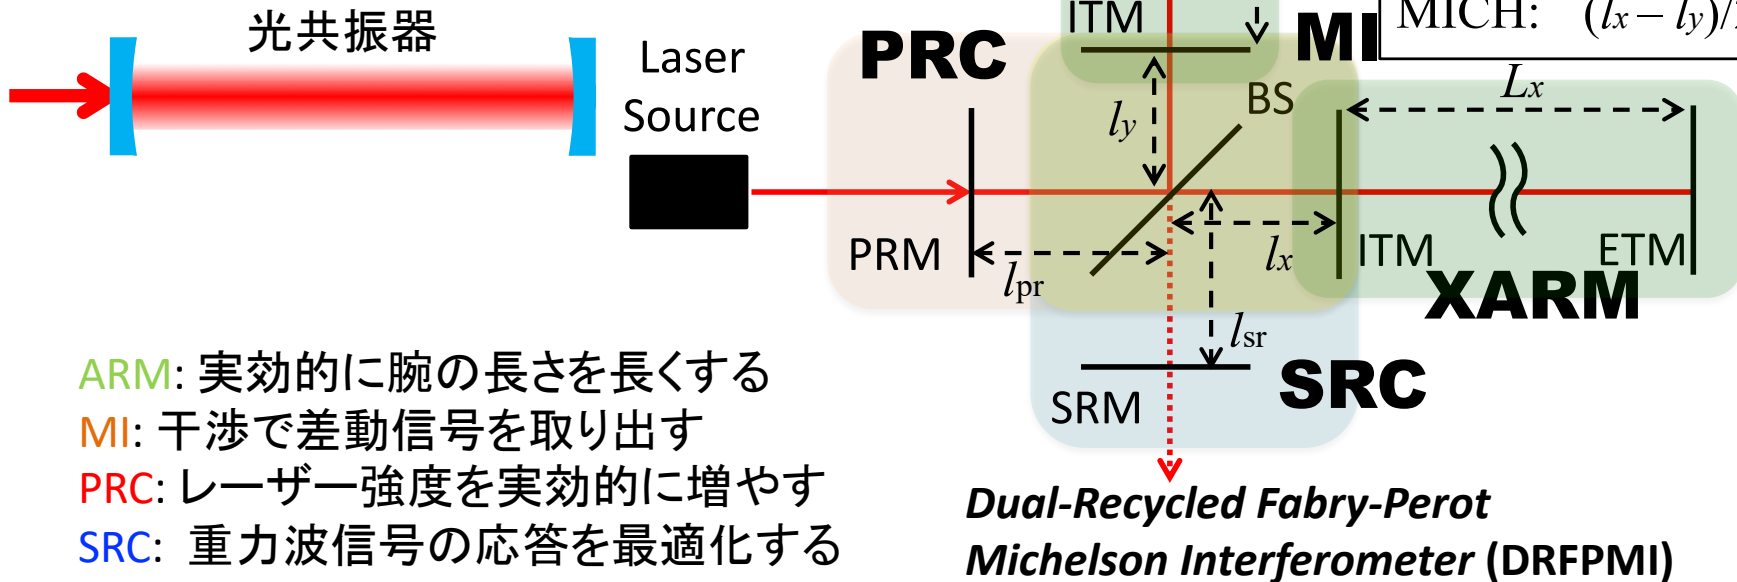 光共振器
Laser
Source
PRC
ITM
MI
MICH: (lx – ly)/
BS
Lx
ly
PRM
lpr
lx
ITM
ETM
XARM
lsr
SRM
SRC
ARM: 実効的に腕の長さを長くする
MI: 干渉で差動信号を取り出す
PRC: レーザー強度を実効的に増やす
SRC: 重力波信号の応答を最適化する
Dual-Recycled Fabry-Perot
Michelson Interferometer (DRFPMI)